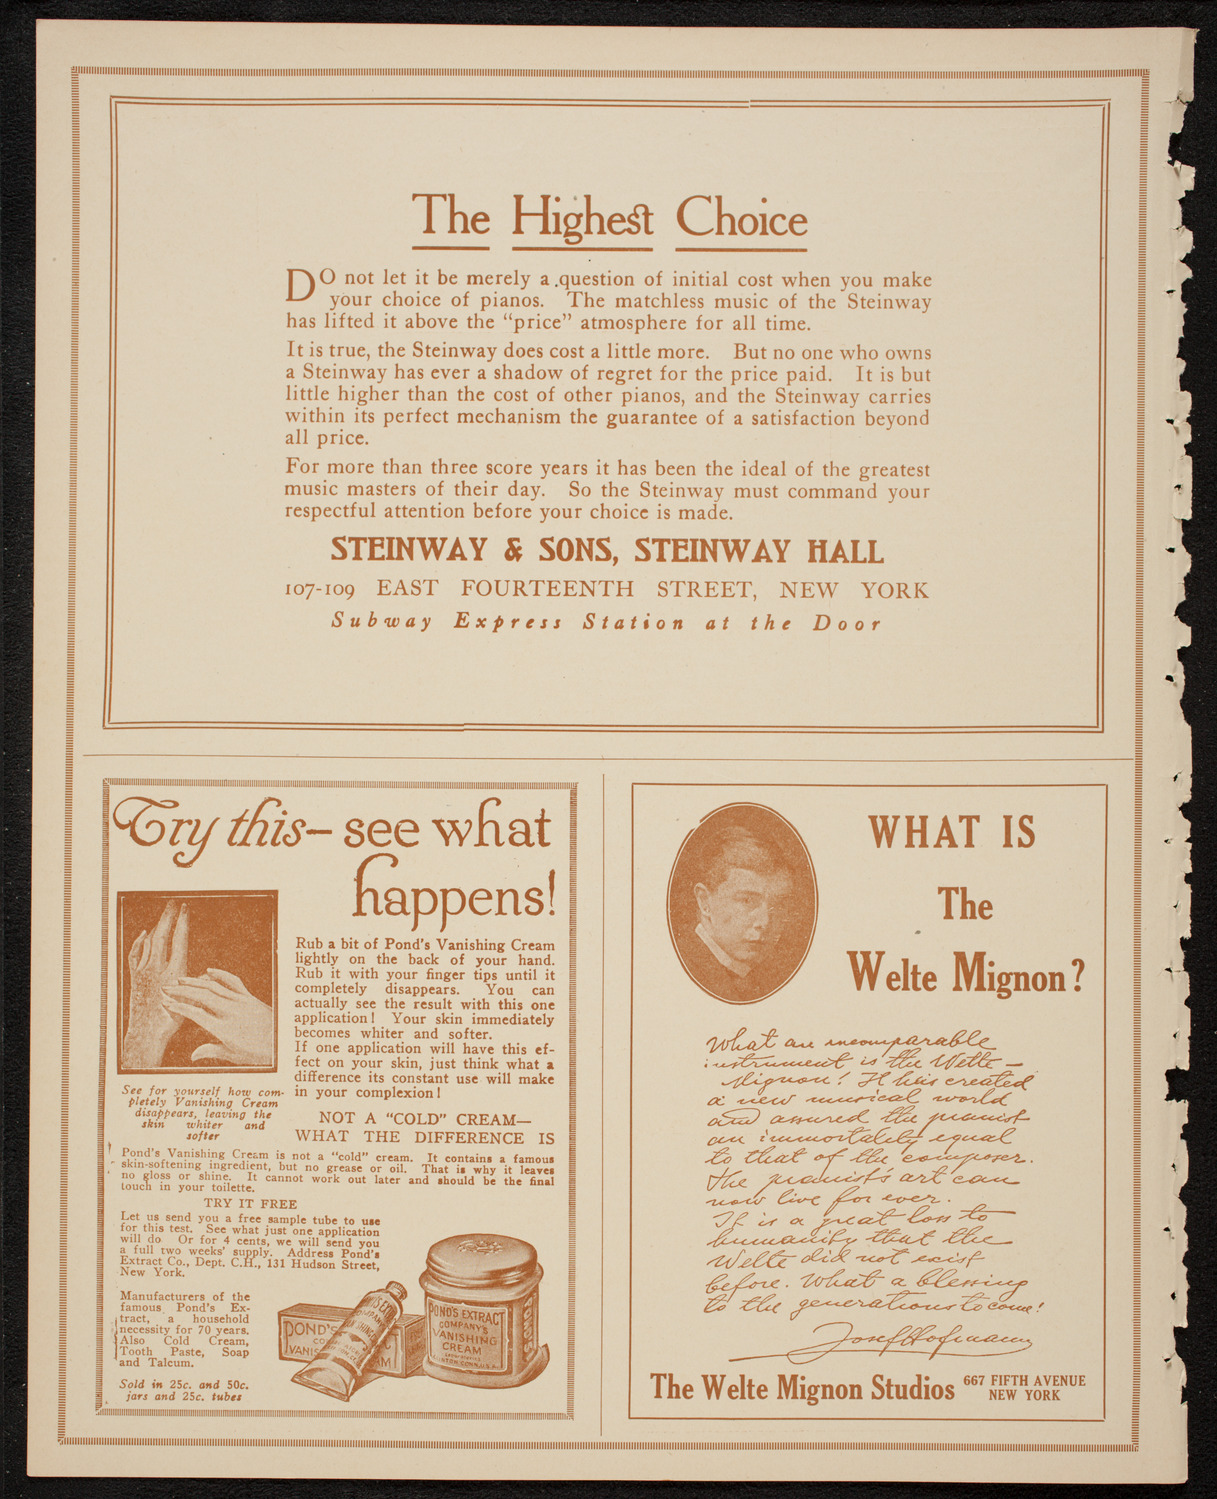 The Highest Choice
DO not let it be merely a question of initial cost when you make
your choice of pianos. The matchless music of the Steinway
has lifted it above the "price" atmosphere for all time.
It is true, the Steinway does cost a little more. But no one who owns
a Steinway has ever a shadow of regret for the price paid. It is but
little higher than the cost of other pianos, and the Steinway carries
within its perfect mechanism the guarantee of a satisfaction beyond
all price.
For more than three score years it has been the ideal of the greatest
music masters of their day. So the Steinway must command your
respectful attention before your choice is made.
STEINWAY & SONS, STEINWAY HALL
107-109 EAST FOURTEENTH STREET, NEW YORK
Subway Express Station at the Door
Try this— see what
happens!
Rub a bit of Pond's Vanishing Cream
lightly on the back of your hand.
Rub it with your finger tips until it
completely disappears. You can
actually see the result with this one
application! Your skin immediately
becomes whiter and softer.
If one application will have this ef-
fect on your skin, just think what a
difference its constant use will make
in your complexion!
See for yourself how com-
pletely Vanishing Cream
disappears, leaving the
skin whiter and
softer
NOT A "COLD" CREAM—
WHAT THE DIFFERENCE IS
Pond's Vanishing Cream is not a "cold" cream. It contains a famous
skin-softening ingredient, but no grease or oil. That is why it leaves
no gloss or shine. It cannot work out later and should be the final
touch in your toilette.
TRY IT FREE
Let us send you a free sample tube to use
for this test. See what just one application
will do Or for 4 cents, we will send you
a full two weeks' supply. Address Pond's
Extract Co., Dept. C.H., 131 Hudson Street,
New York.
Manufacturers of the
famous Pond's Ex-
tract, a household
necessity for 70 years.
Also Cold Cream,
Tooth Paste, Soap
and Talcum.
Sold in 25c. and 50c.
jars and 25c. tubes
POND'S
VANIS
POND'S EXTRACT
COMPANY'S
VANISHING
CREAM
WHAT IS
The
Welte Mignon?
What an incomparable
instrument is the Welte-
Mignon! It has created
a new musical world
and assured the pianist
an immortality equal
to that of the composer.
The pianist's art can
now live for ever.
It is a great loss to
humanity that the
Welte did not exist
before. What a blessing
to the generations to come!
Josef Hofmann
The Welte Mignon Studios
667 FIFTH AVENUE
NEW YORK